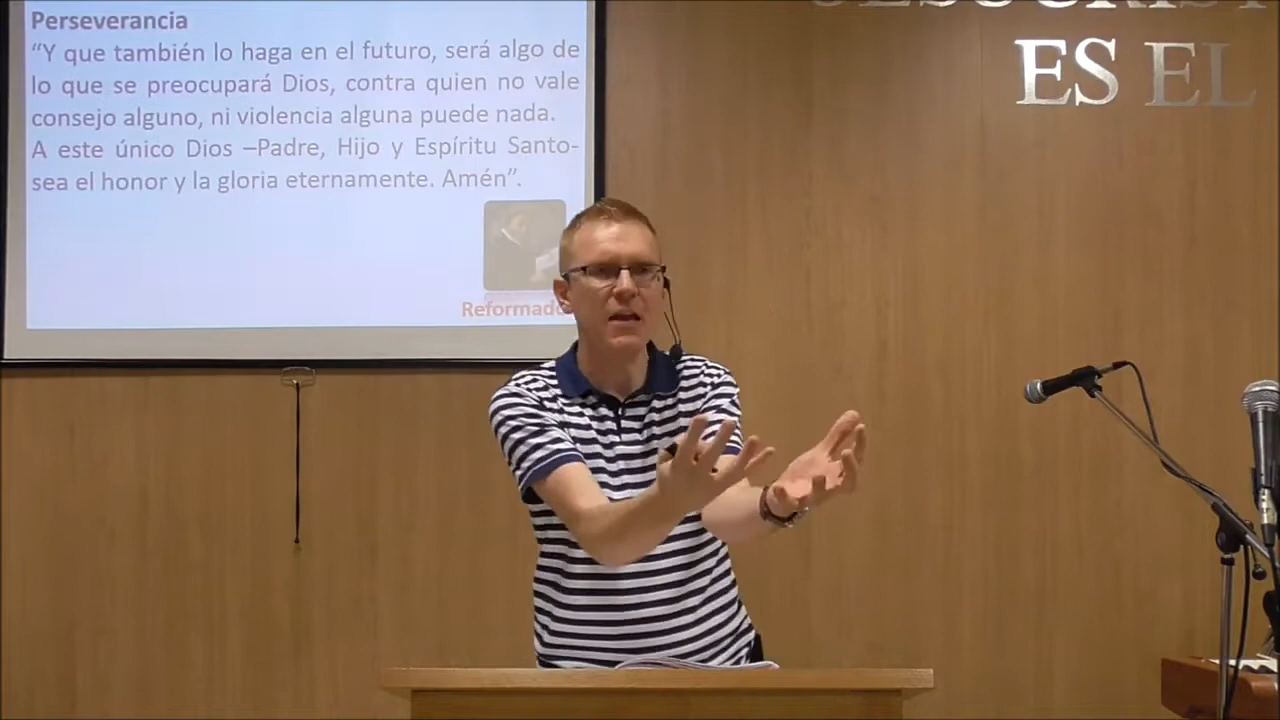 Perseverancia
“Y que también lo haga en el futuro, será algo de
lo que se preocupará Dios, contra quien no vale
consejo alguno, ni violencia alguna puede nada.
A este único Dios –Padre, Hijo y Espíritu Santo-
sea el honor y la gloria eternamente. Amén”.
ES EL